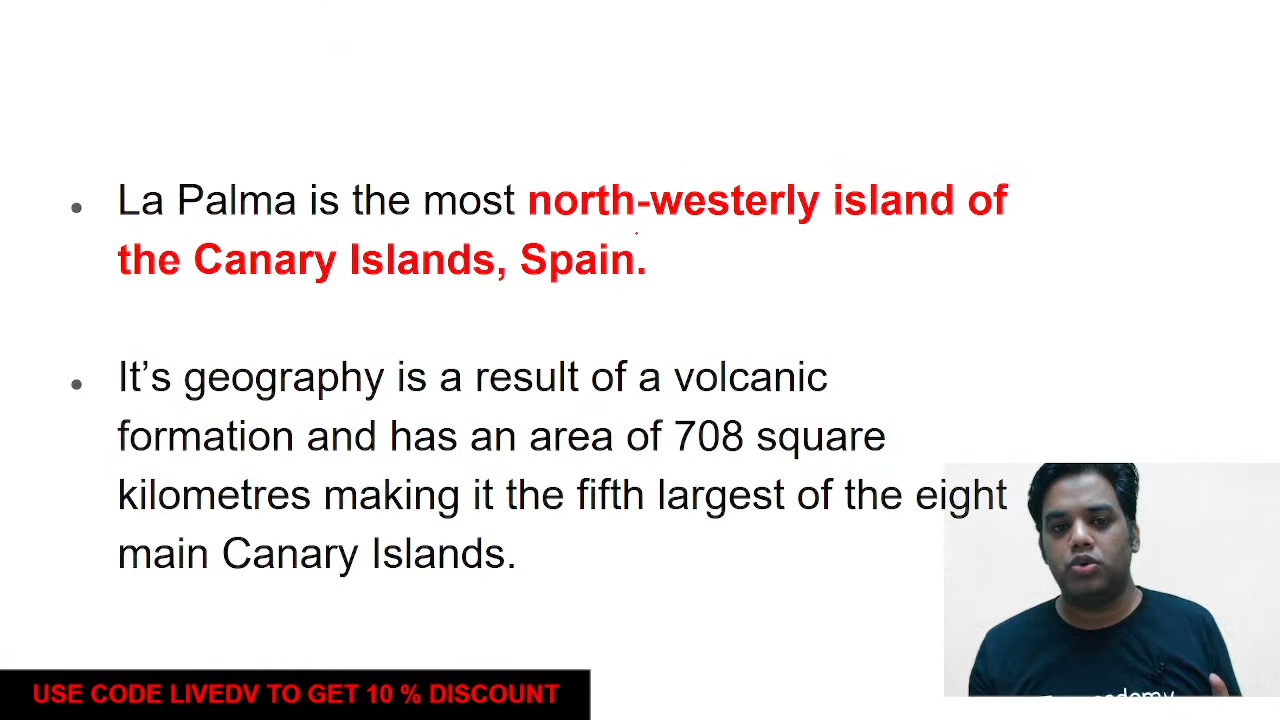 La Palma is the most north-westerly island of
the Canary Islands, Spain.
It’s geography is a result of a volcanic
formation and has an area of 708 square
kilometres making it the fifth largest of the eight
main Canary Islands.
USE CODE LIVEDV TO GET 10 % DISCOUNT